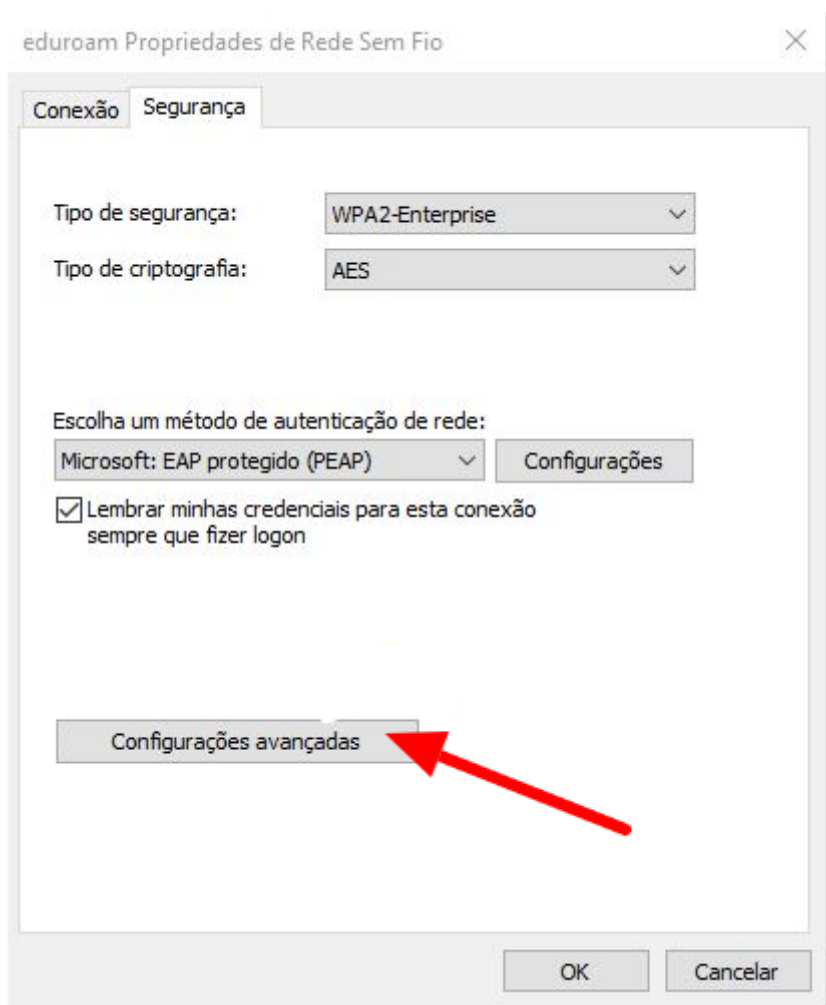 eduroam Propriedades de Rede Sem Fio
Conexão
Segurança
Tipo de segurança:
WPA2-Enterprise
Tipo de criptografia:
AES
Escolha um método de autenticação de rede:
Microsoft: EAP protegido (PEAP)
Configurações
Lembrar minhas credenciais para esta conexão
sempre que fizer logon
Configurações avançadas
OK
Cancelar